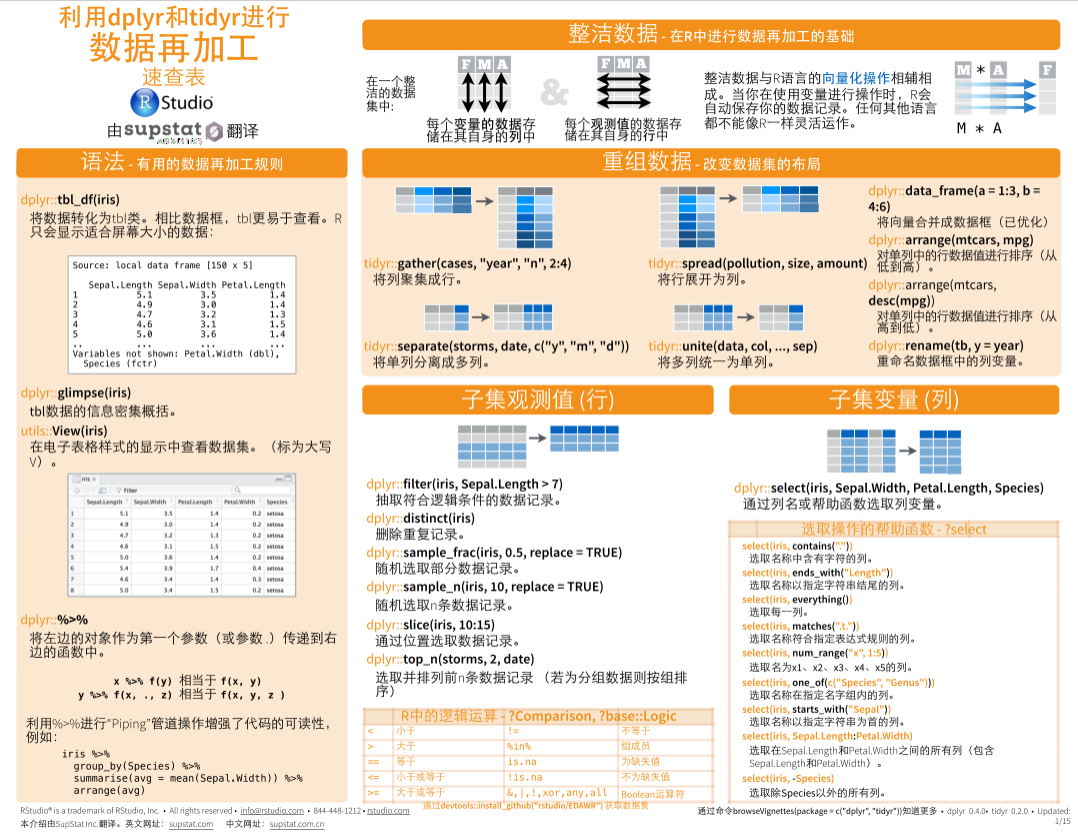 利用dplyr和tidyr进行
数据再加工
速查表
R Studio
由supstat翻译
整洁数据 - 在R中进行数据再加工的基础
在一个整
洁的数据
集中:
F M A
每个变量的数据存
储在其自身的列中
&
F M A
每个观测值的数据存
储在其自身的行中
整洁数据与R语言的向量化操作相辅相
成。当你在使用变量进行操作时，R会
自动保存你的数据记录。任何其他语言
都不能像R一样灵活运作。
M * A F
M * A
语法 - 有用的数据再加工规则
dplyr::tbl_df(iris)
将数据转化为tbl类。相比数据框，tbl更易于查看。R
只会显示适合屏幕大小的数据：
Source: local data frame [150 x 5]
Sepal.Length Sepal.Width Petal.Length
1 5.1 3.5 1.4
2 4.9 3.0 1.4
3 4.7 3.2 1.3
4 4.6 3.1 1.5
5 5.0 3.6 1.4
.. ... ... ...
Variables not shown: Petal.Width (dbl),
Species (fctr)
dplyr::glimpse(iris)
tbl数据的信息密集概括。
utils::View(iris)
在电子表格样式的显示中查看数据集。（标为大写
V）。
iris ×
Filter
Sepal.Length Sepal.Width Petal.Length Petal.Width Species
1 5.1 3.5 1.4 0.2 setosa
2 4.9 3.0 1.4 0.2 setosa
3 4.7 3.2 1.3 0.2 setosa
4 4.6 3.1 1.5 0.2 setosa
5 5.0 3.6 1.4 0.2 setosa
6 5.4 3.9 1.7 0.4 setosa
7 4.6 3.4 1.4 0.3 setosa
8 5.0 3.4 1.5 0.2 setosa
dplyr::%>%
将左边的对象作为第一个参数（或参数 .）传递到右
边的函数中。
x %>% f(y) 相当于 f(x, y)
y %>% f(x, ., z) 相当于 f(x, y, z )
利用%>%进行“Piping”管道操作增强了代码的可读性，
例如：
iris %>%
group_by(Species) %>%
summarise(avg = mean(Sepal.Width)) %>%
arrange(avg)
重组数据 - 改变数据集的布局
tidyr::gather(cases, "year", "n", 2:4)
将列聚集成行。
tidyr::spread(pollution, size, amount)
将行展开为列。
tidyr::separate(storms, date, c("y", "m", "d"))
将单列分离成多列。
tidyr::unite(data, col, ..., sep)
将多列统一为单列。
dplyr::data_frame(a = 1:3, b =
4:6)
将向量合并成数据框（已优化）
dplyr::arrange(mtcars, mpg)
对单列中的行数据值进行排序（从
低到高）。
dplyr::arrange(mtcars,
desc(mpg))
对单列中的行数据值进行排序（从
高到低）。
dplyr::rename(tb, y = year)
重命名数据框中的列变量。
子集观测值 (行)
dplyr::filter(iris, Sepal.Length > 7)
抽取符合逻辑条件的数据记录。
dplyr::distinct(iris)
删除重复记录。
dplyr::sample_frac(iris, 0.5, replace = TRUE)
随机选取部分数据记录。
dplyr::sample_n(iris, 10, replace = TRUE)
随机选取n条数据记录。
dplyr::slice(iris, 10:15)
通过位置选取数据记录。
dplyr::top_n(storms, 2, date)
选取并排列前n条数据记录 （若为分组数据则按组排
序）
R中的逻辑运算 - ?Comparison, ?base::Logic
< 小于 != 不等于
> 大于 %in% 组成员
== 等于 is.na 为缺失值
<= 小于或等于 !is.na 不为缺失值
>= 大于或等于 &,|,!,xor,any,all Boolean运算符
通过devtools::install_github("rstudio/EDAWR") 获取数据集
子集变量 (列)
dplyr::select(iris, Sepal.Width, Petal.Length, Species)
通过列名或帮助函数选取列变量。
选取操作的帮助函数 - ?select
select(iris, contains("."))
选取名称中含有字符的列。
select(iris, ends_with("Length"))
选取名称以指定字符串结尾的列。
select(iris, everything())
选取每一列。
select(iris, matches(".t."))
选取名称符合指定表达式规则的列。
select(iris, num_range("x", 1:5))
选取名为x1、x2、x3、x4、x5的列。
select(iris, one_of(c("Species", "Genus")))
选取名称在指定名字组内的列。
select(iris, starts_with("Sepal"))
选取名称以指定字符串为首的列。
select(iris, Sepal.Length:Petal.Width)
选取在Sepal.Length和Petal.Width之间的所有列（包含
Sepal.Length和Petal.Width）。
select(iris, -Species)
选取除Species以外的所有列。
RStudio® is a trademark of RStudio, Inc. • All rights reserved • info@rstudio.com • 844-448-1212 • rstudio.com
本介绍由SupStat Inc.翻译。英文网址： supstat.com 中文网址： supstat.com.cn
通过命令browseVignettes(package = c("dplyr", "tidyr"))知道更多 • dplyr 0.4.0• tidyr 0.2.0 • Updated:
1/15